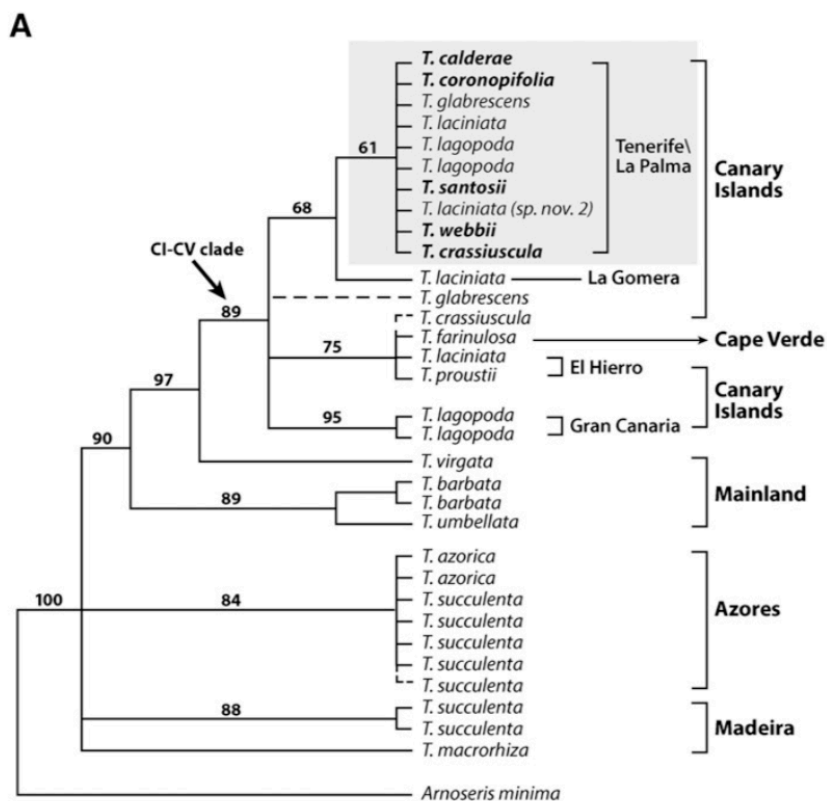 A
T. calderae
T. coronopifolia
T. glabrescens
T. laciniata
T. lagopoda
T. lagopoda
T. santosii
T. laciniata (sp. nov. 2)
T. webbii
T. crassiuscula
Tenerife\
La Palma
Canary
Islands
61
68
CI-CV clade
T. laciniata
La Gomera
T. glabrescens
89
T. crassiuscula
T. farinulosa
Cape Verde
75
T. laciniata
T. proustii
El Hierro
Canary
Islands
97
95
T. lagopoda
T. lagopoda
Gran Canaria
90
T. virgata
89
T. barbata
T. barbata
T. umbellata
Mainland
T. azorica
T. azorica
100
84
T. succulenta
T. succulenta
T. succulenta
T. succulenta
T. succulenta
Azores
88
T. succulenta
T. succulenta
T. macrorhiza
Madeira
Arnoseris minima